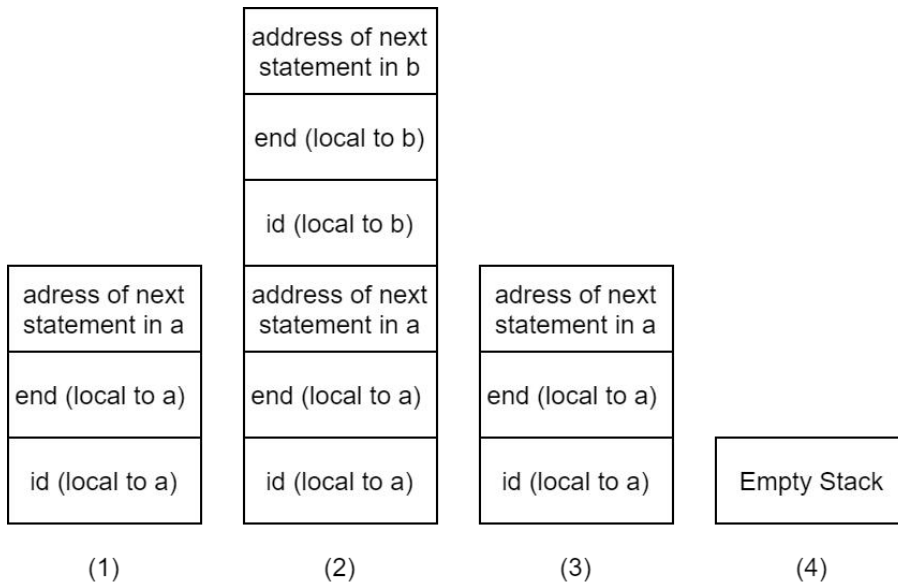 adress of next
statement in a
end (local to a)
id (local to a)
(1)
address of next
statement in b
end (local to b)
id (local to b)
address of next
statement in a
end (local to a)
id (local to a)
(2)
adress of next
statement in a
end (local to a)
id (local to a)
(3)
Empty Stack
(4)